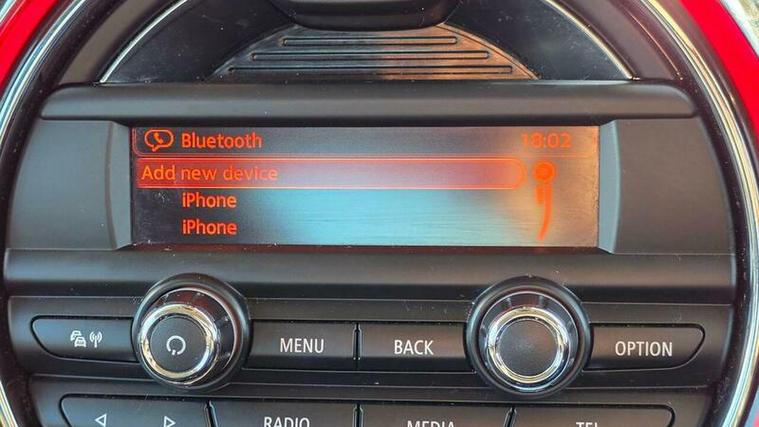 Bluetooth 18:02
Add new device
iPhone
iPhone
MENU BACK OPTION
RADIO MEDIA TEL